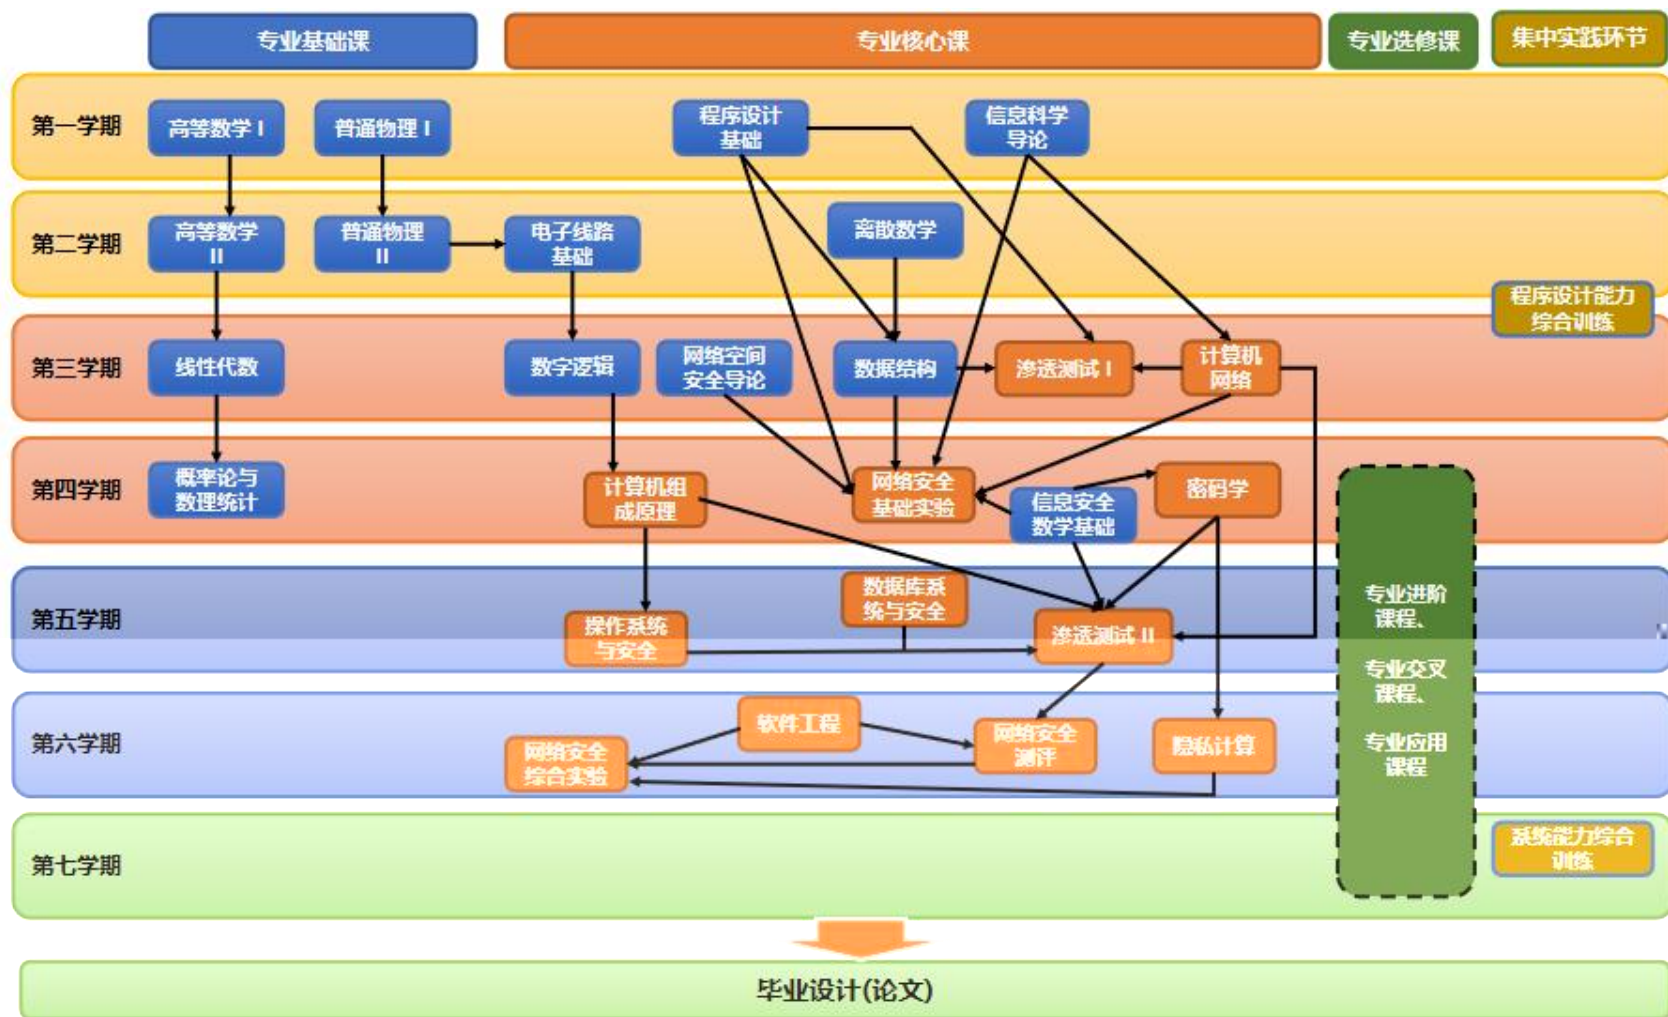 专业基础课
专业核心课
专业选修课
集中实践环节
第一学期
高等数学 I
普通物理 I
程序设计
基础
信息科学
导论
第二学期
高等数学
II
普通物理
II
电子线路
基础
离散数学
程序设计能力
综合训练
第三学期
线性代数
数字逻辑
网络空间
安全导论
数据结构
渗透测试 I
计算机
网络
第四学期
概率论与
数理统计
计算机组
成原理
网络安全
基础实验
信息安全
数学基础
密码学
第五学期
操作系统
与安全
数据库系
统与安全
渗透测试 II
专业进阶
课程、
专业交叉
课程、
专业应用
课程
第六学期
网络安全
综合实验
软件工程
网络安全
测评
隐私计算
第七学期
系统能力综合
训练
毕业设计(论文)